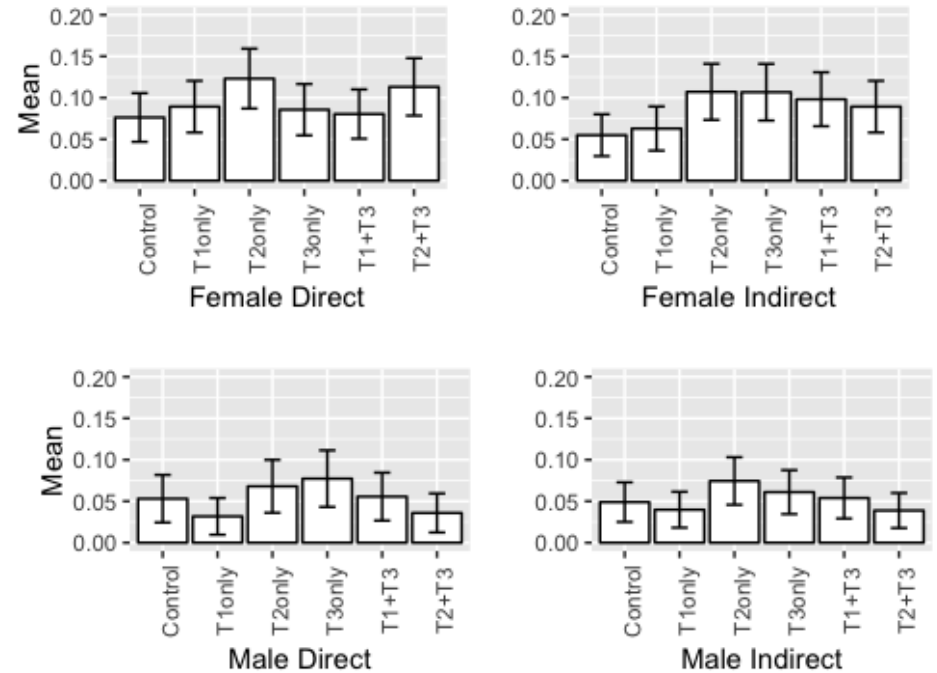 0.20
0.15
0.10
0.05
0.00
Mean
Control
T1only
T2only
T3only
T1+T3
T2+T3
Female Direct
0.20
0.15
0.10
0.05
0.00
Control
T1only
T2only
T3only
T1+T3
T2+T3
Female Indirect
0.20
0.15
0.10
0.05
0.00
Mean
Control
T1only
T2only
T3only
T1+T3
T2+T3
Male Direct
0.20
0.15
0.10
0.05
0.00
Control
T1only
T2only
T3only
T1+T3
T2+T3
Male Indirect